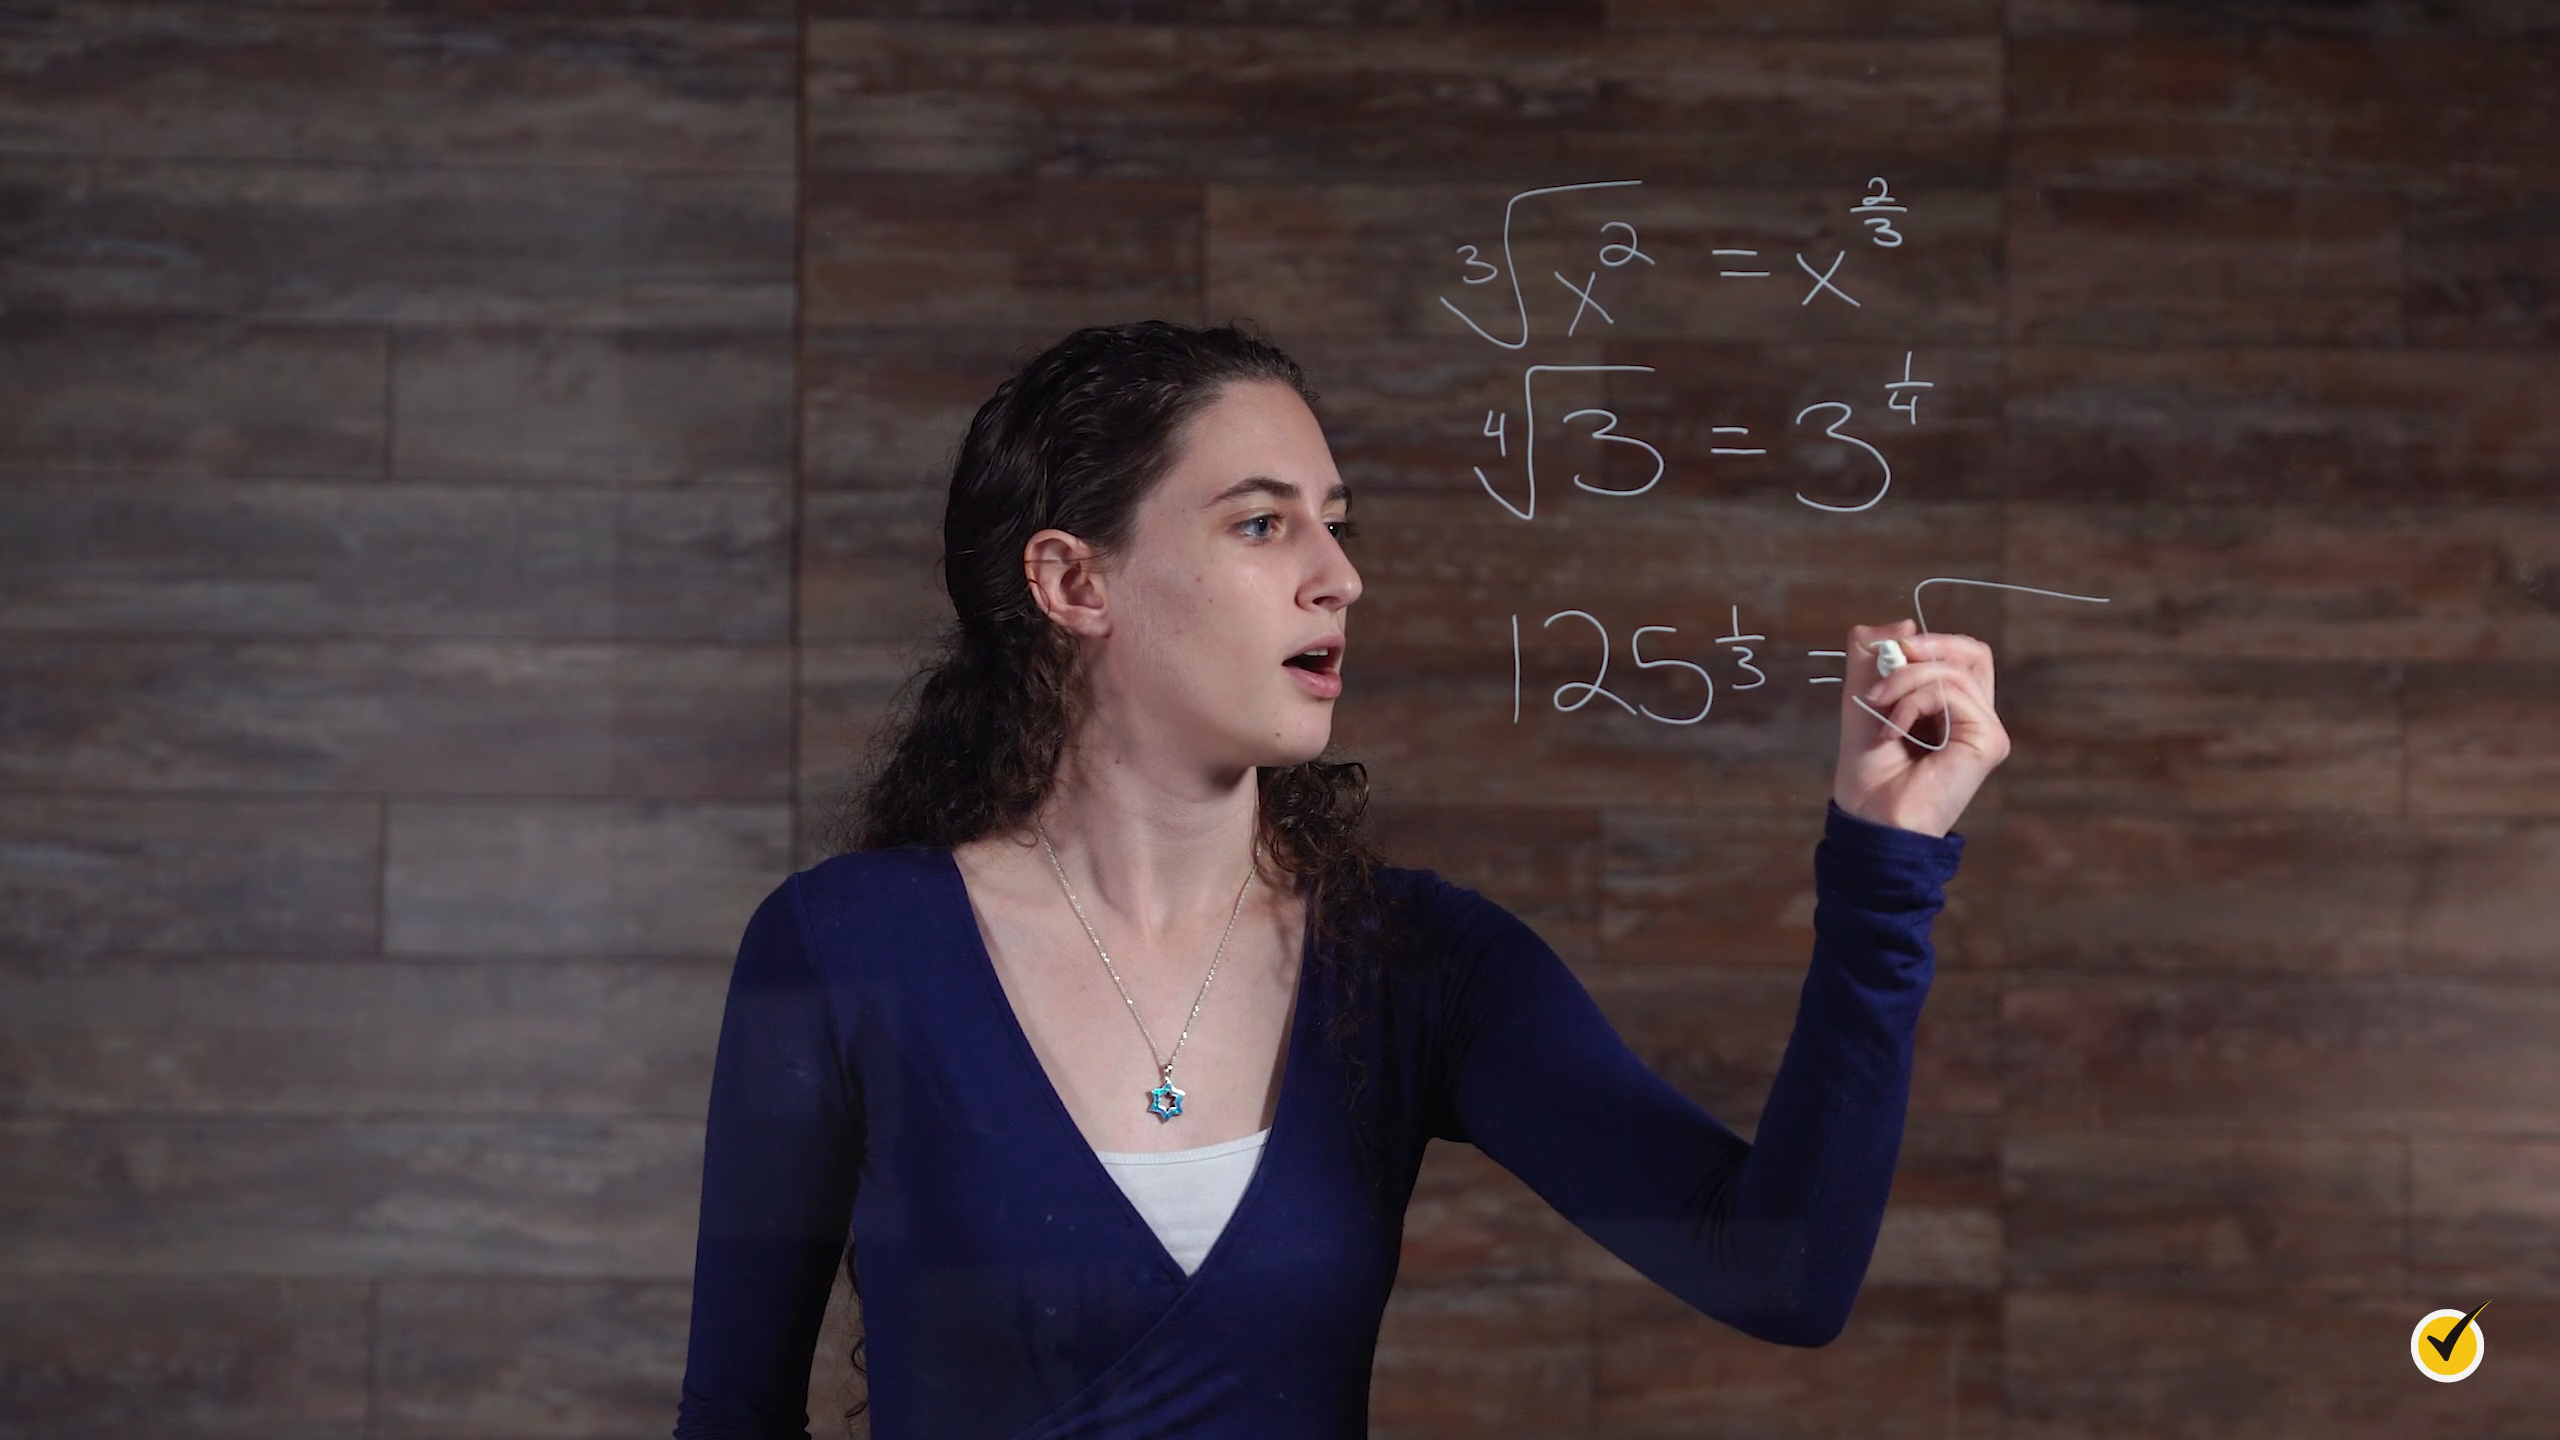 ∛x² = x^(2/3)
∜3 = 3^(1/4)
125^(1/3) = √